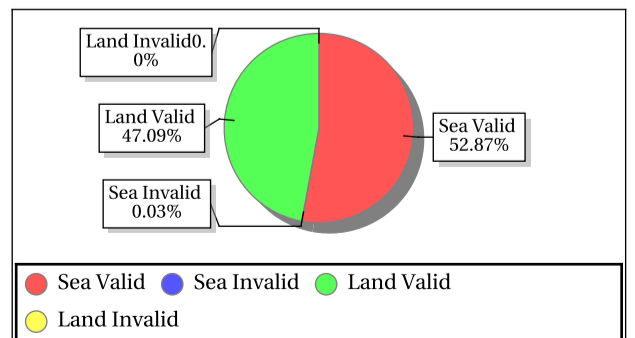 Land Invalid0.
0%
Land Valid
47.09%
Sea Valid
52.87%
Sea Invalid
0.03%
Sea Valid
Sea Invalid
Land Valid
Land Invalid